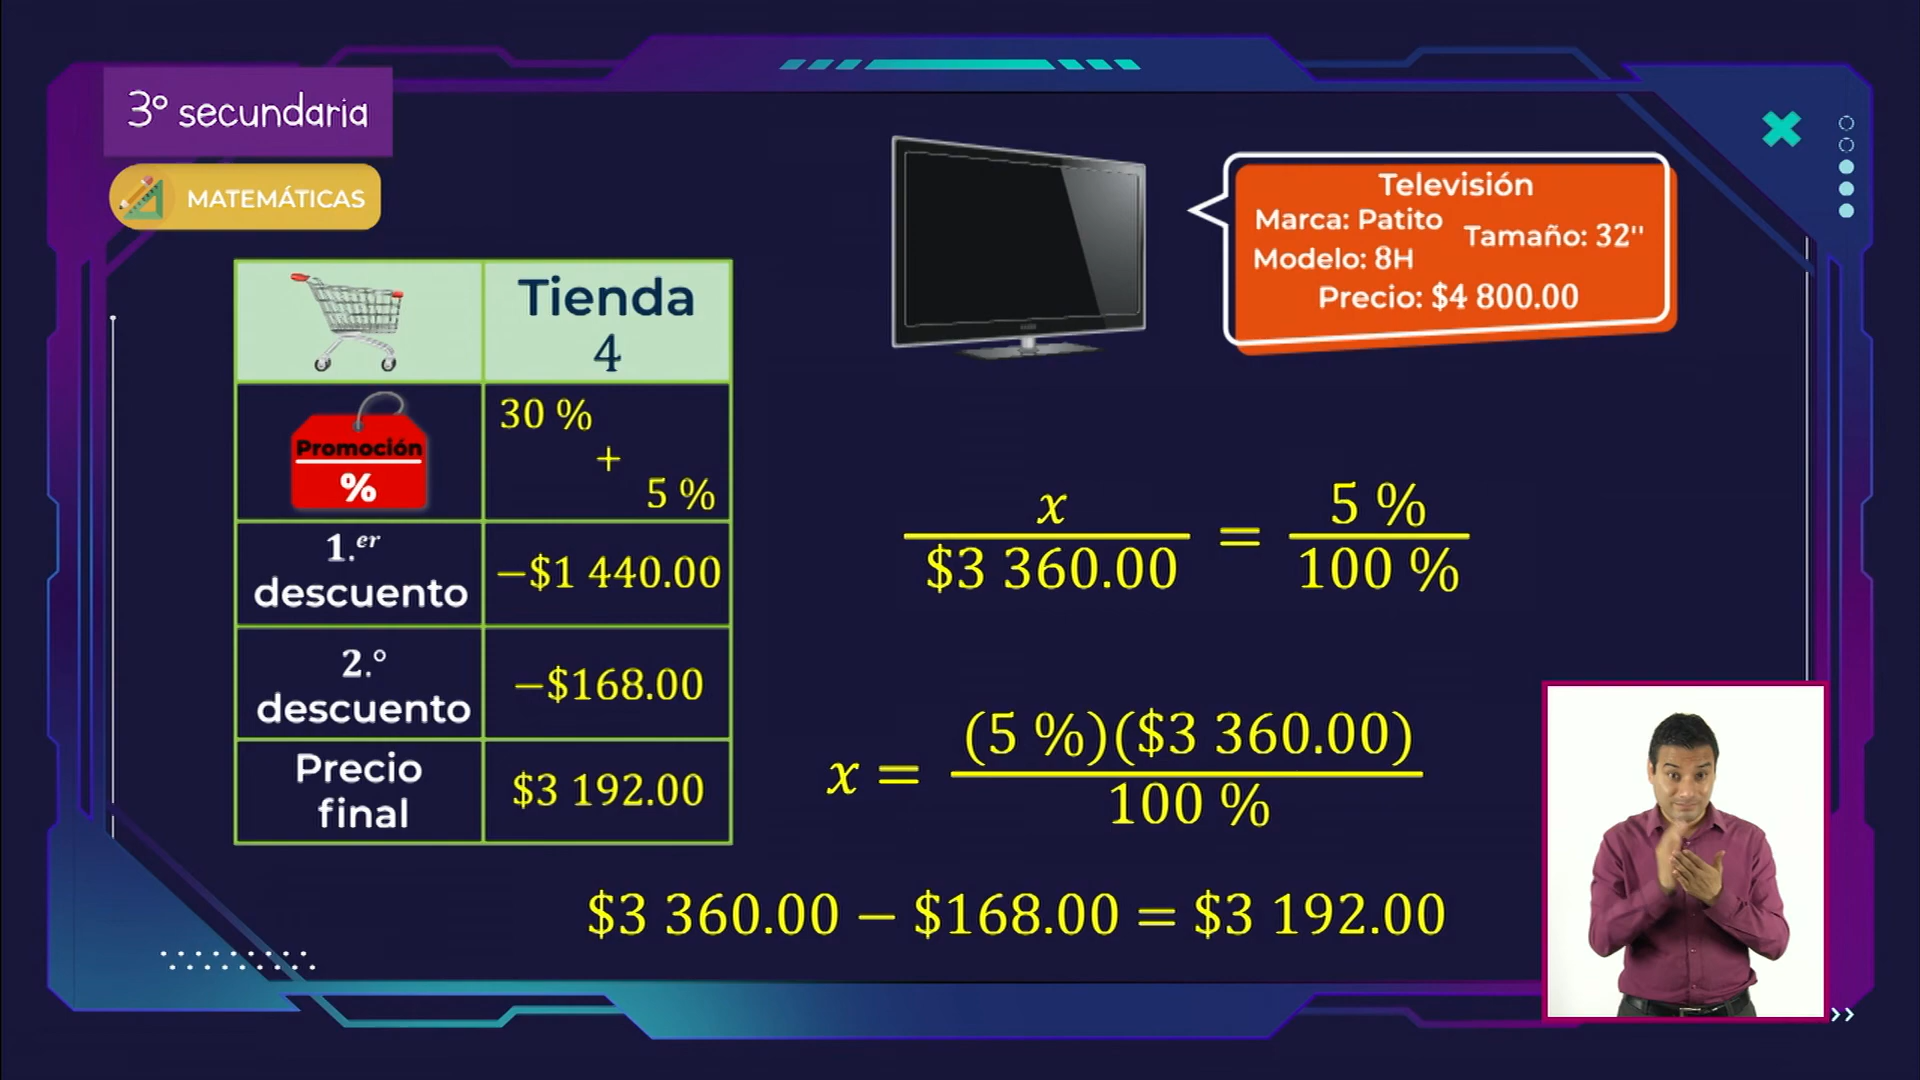 3° secundaria
MATEMÁTICAS
Televisión
Marca: Patito
Tamaño: 32''
Modelo: 8H
Precio: $4 800.00
Tienda
4
Promoción
%
30 %
+
5 %
1.er
descuento
−$1 440.00
2.°
descuento
−$168.00
Precio
final
$3 192.00
x / $3 360.00 = 5 % / 100 %
x = (5 %)($3 360.00) / 100 %
$3 360.00 − $168.00 = $3 192.00